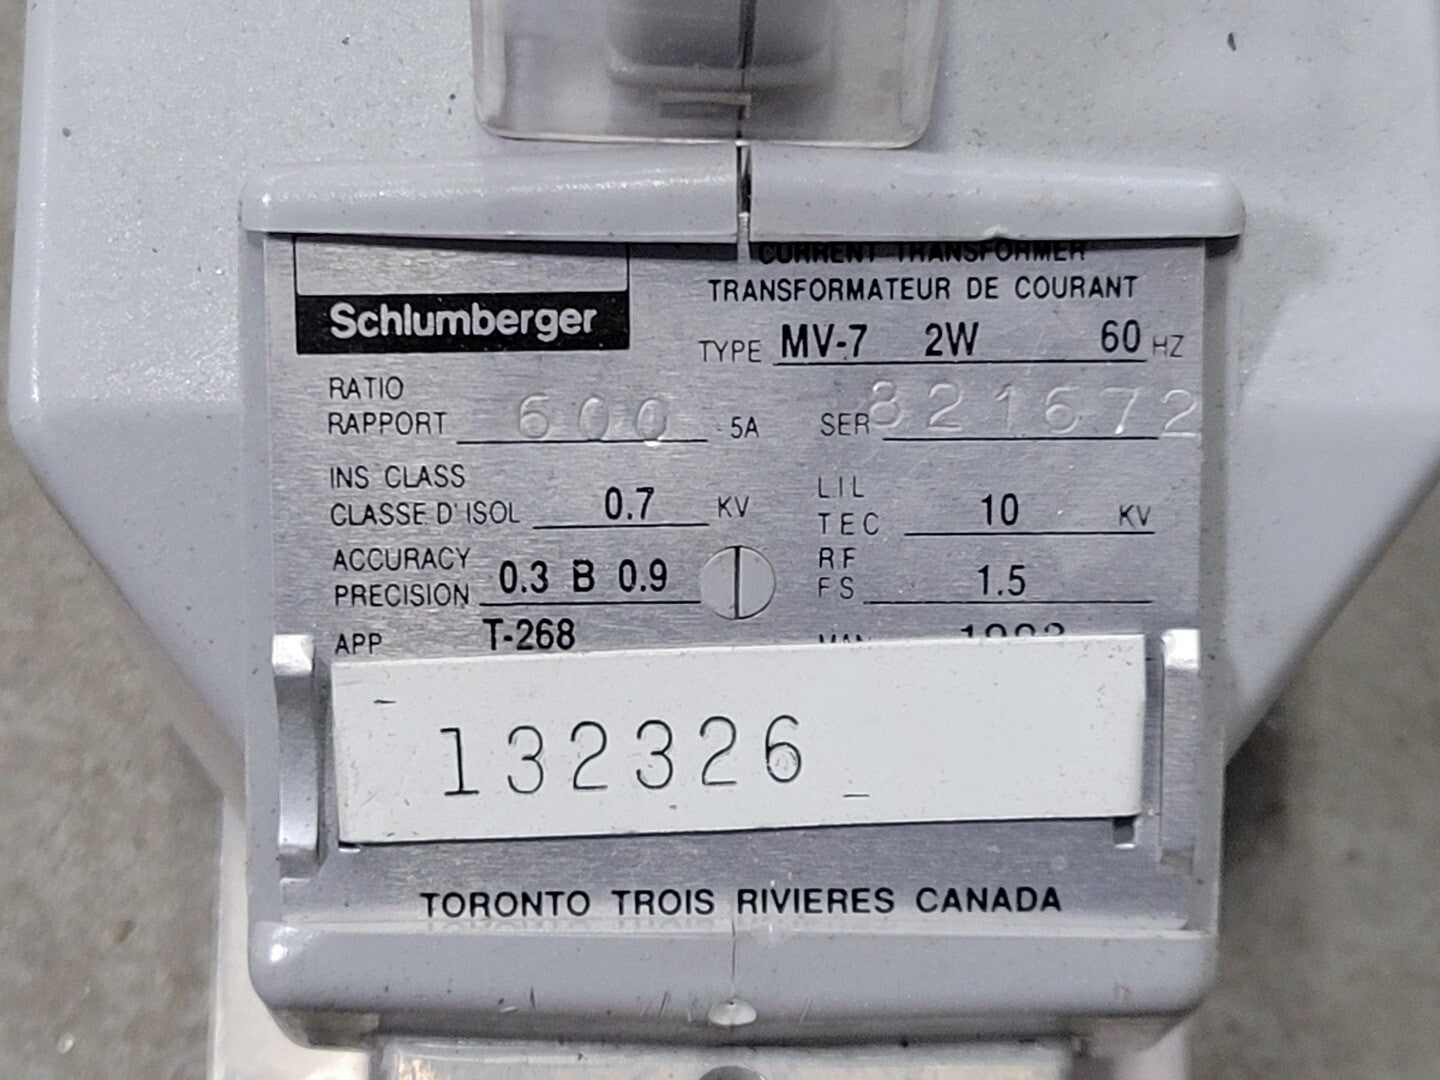 CURRENT TRANSFORMER
TRANSFORMATEUR DE COURANT
Schlumberger
TYPE MV-7 2W 60 HZ
RATIO
RAPPORT 600 5A SER 821672
INS CLASS
CLASSE D'ISOL 0.7 KV
LIL
TEC 10 KV
ACCURACY
PRECISION 0.3 B 0.9
RF
FS 1.5
APP T-268
132326
TORONTO TROIS RIVIERES CANADA